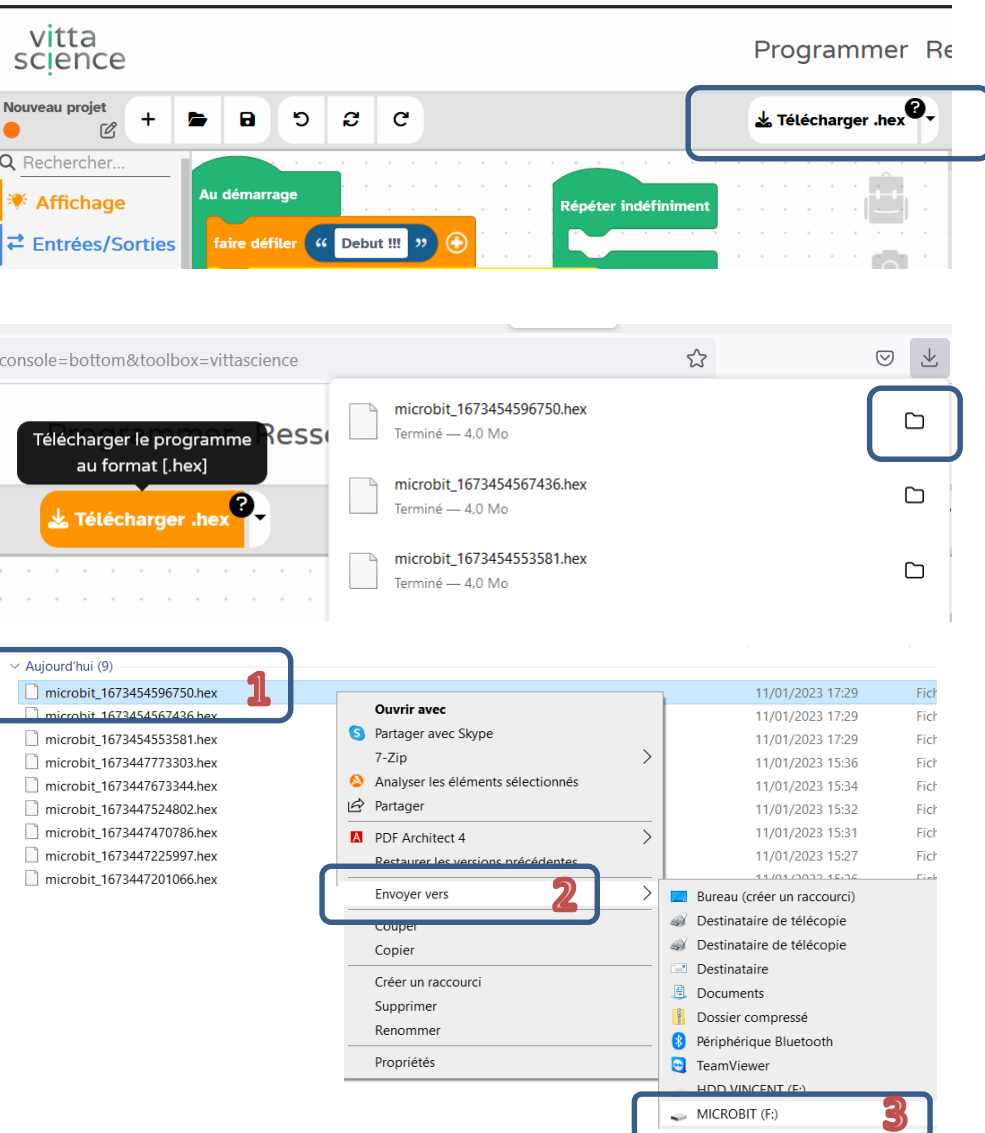 vitta
science
Programmer Re
Nouveau projet
Télécharger .hex ?
Rechercher...
Affichage
Entrées/Sorties
Au démarrage
faire défiler “ Debut !!! ”
Répéter indéfiniment
console=bottom&toolbox=vittascience
Programmer Resso
Télécharger le programme
au format [.hex]
Télécharger .hex ?
microbit_1673454596750.hex
Terminé — 4,0 Mo
microbit_1673454567436.hex
Terminé — 4,0 Mo
microbit_1673454553581.hex
Terminé — 4,0 Mo
Aujourd'hui (9)
1
microbit_1673454596750.hex 11/01/2023 17:29 Fich
microbit_1673454567436.hex 11/01/2023 17:29 Fich
microbit_1673454553581.hex 11/01/2023 17:29 Fich
microbit_1673447773303.hex 11/01/2023 15:36 Fich
microbit_1673447673344.hex 11/01/2023 15:34 Fich
microbit_1673447524802.hex 11/01/2023 15:32 Fich
microbit_1673447470786.hex 11/01/2023 15:31 Fich
microbit_1673447225997.hex 11/01/2023 15:27 Fich
microbit_1673447201066.hex 11/01/2023 15:26 Fich
Ouvrir avec
Partager avec Skype
7-Zip
Analyser les éléments sélectionnés
Partager
PDF Architect 4
Restaurer les versions précédentes
Envoyer vers
2
Couper
Copier
Créer un raccourci
Supprimer
Renommer
Propriétés
Bureau (créer un raccourci)
Destinataire de télécopie
Destinataire de télécopie
Destinataire
Documents
Dossier compressé
Périphérique Bluetooth
TeamViewer
HDD VINCENT (E:)
MICROBIT (F:)
3